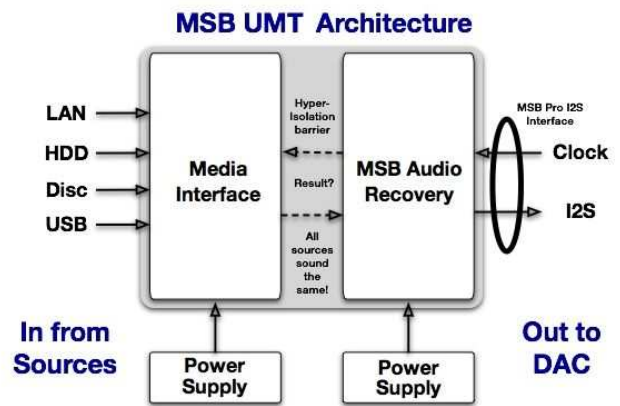 MSB UMT Architecture
LAN
HDD
Disc
USB
Media
Interface
Hyper-
Isolation
barrier
Result?
All
sources
sound
the
same!
MSB Audio
Recovery
MSB Pro I2S
Interface
Clock
I2S
In from
Sources
Power
Supply
Power
Supply
Out to
DAC